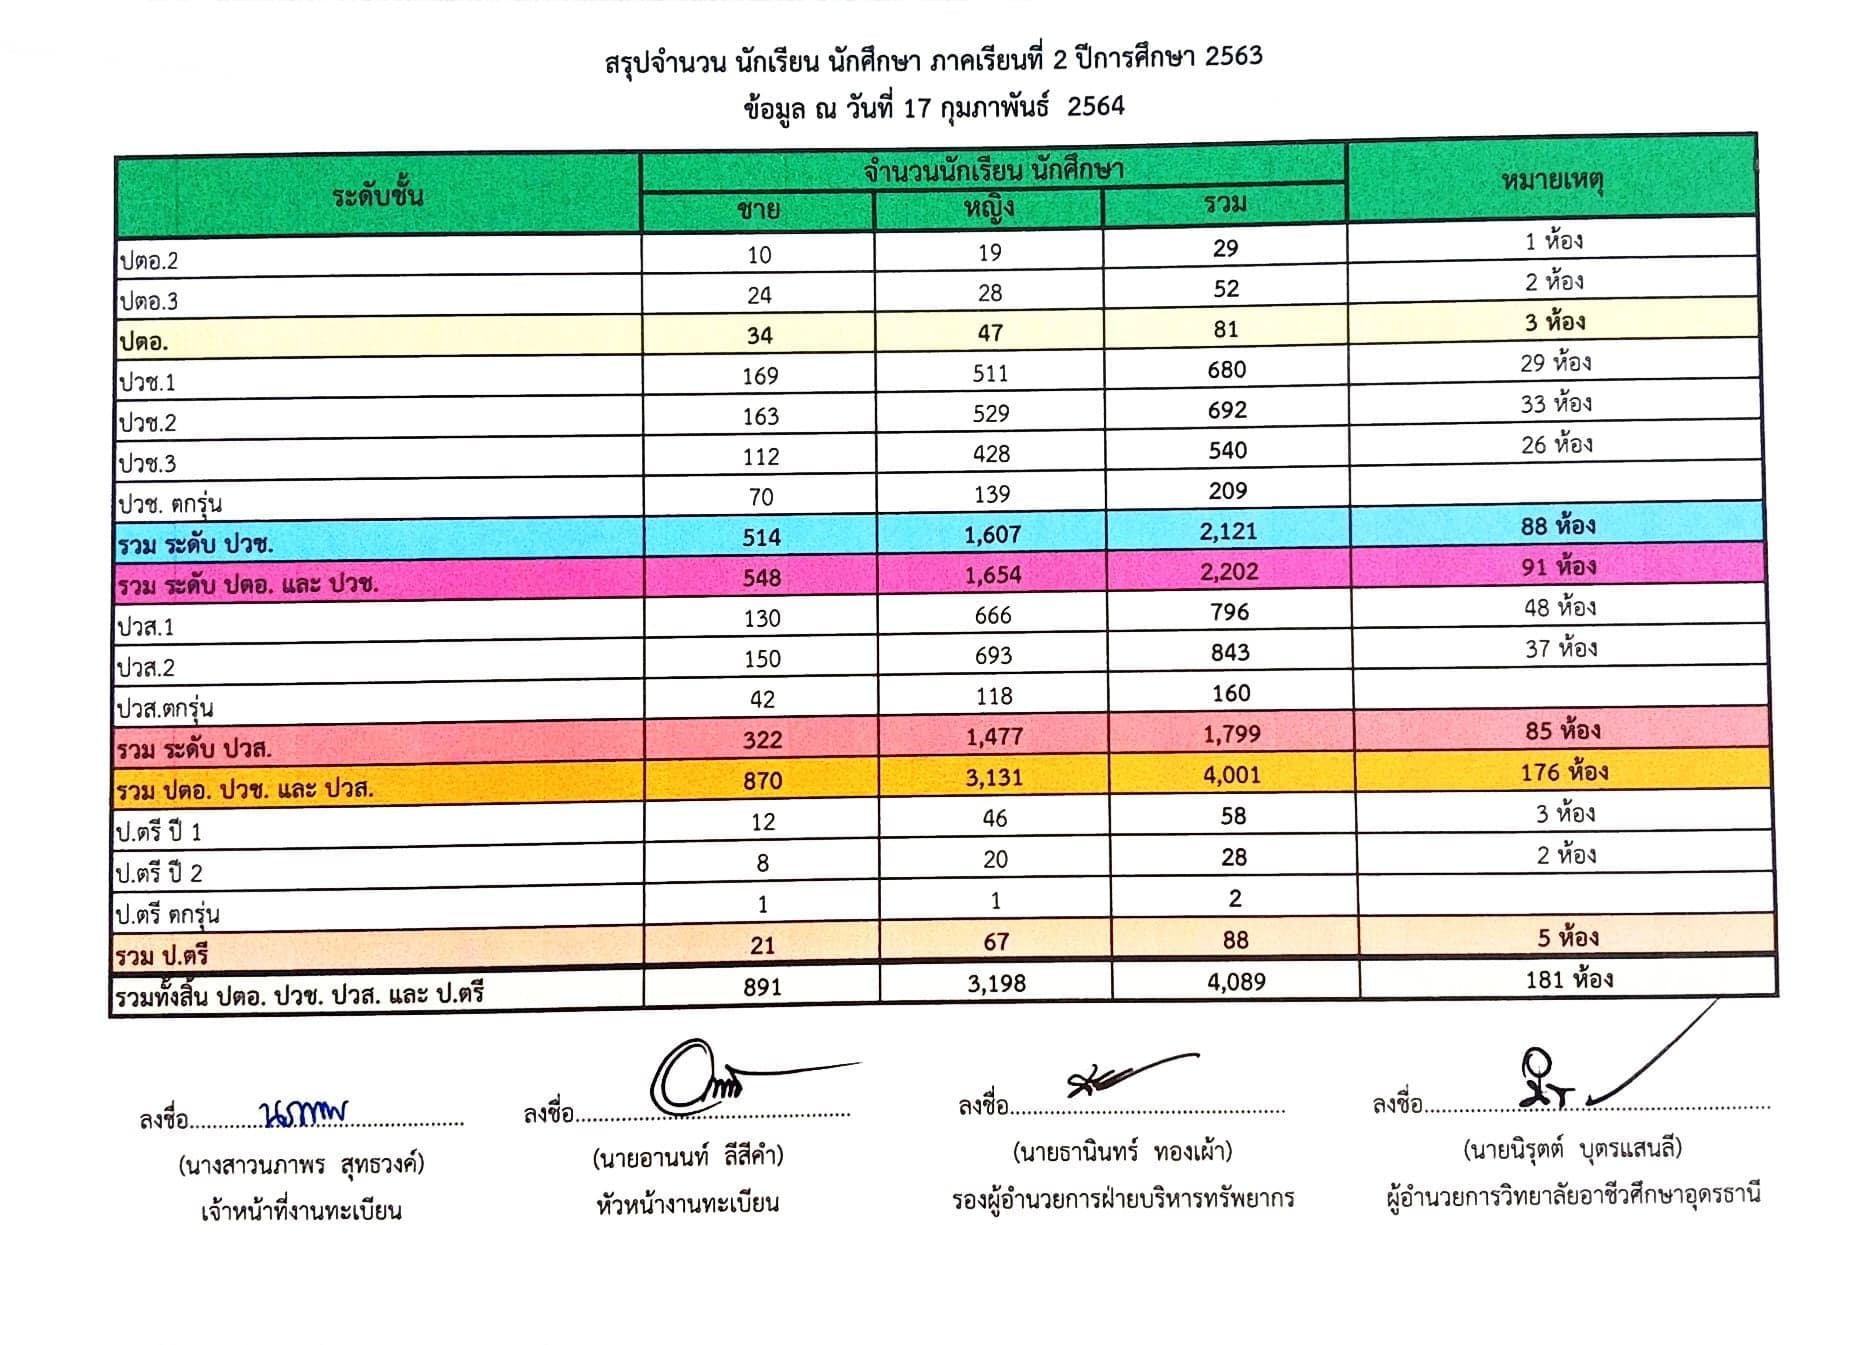 สรุปจำนวน นักเรียน นักศึกษา ภาคเรียนที่ 2 ปีการศึกษา 2563
ข้อมูล ณ วันที่ 17 กุมภาพันธ์ 2564
ระดับชั้น จำนวนนักเรียน นักศึกษา หมายเหตุ
ชาย หญิง รวม
ปตอ.2 10 19 29 1 ห้อง
ปตอ.3 24 28 52 2 ห้อง
ปตอ. 34 47 81 3 ห้อง
ปวช.1 169 511 680 29 ห้อง
ปวช.2 163 529 692 33 ห้อง
ปวช.3 112 428 540 26 ห้อง
ปวช. ตกรุ่น 70 139 209
รวม ระดับ ปวช. 514 1,607 2,121 88 ห้อง
รวม ระดับ ปตอ. และ ปวช. 548 1,654 2,202 91 ห้อง
ปวส.1 130 666 796 48 ห้อง
ปวส.2 150 693 843 37 ห้อง
ปวส.ตกรุ่น 42 118 160
รวม ระดับ ปวส. 322 1,477 1,799 85 ห้อง
รวม ปตอ. ปวช. และ ปวส. 870 3,131 4,001 176 ห้อง
ป.ตรี ปี 1 12 46 58 3 ห้อง
ป.ตรี ปี 2 8 20 28 2 ห้อง
ป.ตรี ตกรุ่น 1 1 2
รวม ป.ตรี 21 67 88 5 ห้อง
รวมทั้งสิ้น ปตอ. ปวช. ปวส. และ ป.ตรี 891 3,198 4,089 181 ห้อง
ลงชื่อ นภาพร ลงชื่อ ลงชื่อ ลงชื่อ
(นางสาวนภาพร สุทธวงค์) (นายอานนท์ ลีสีคำ) (นายธานินทร์ ทองเผ้า) (นายนิรุตต์ บุตรแสนลี)
เจ้าหน้าที่งานทะเบียน หัวหน้างานทะเบียน รองผู้อำนวยการฝ่ายบริหารทรัพยากร ผู้อำนวยการวิทยาลัยอาชีวศึกษาอุดรธานี